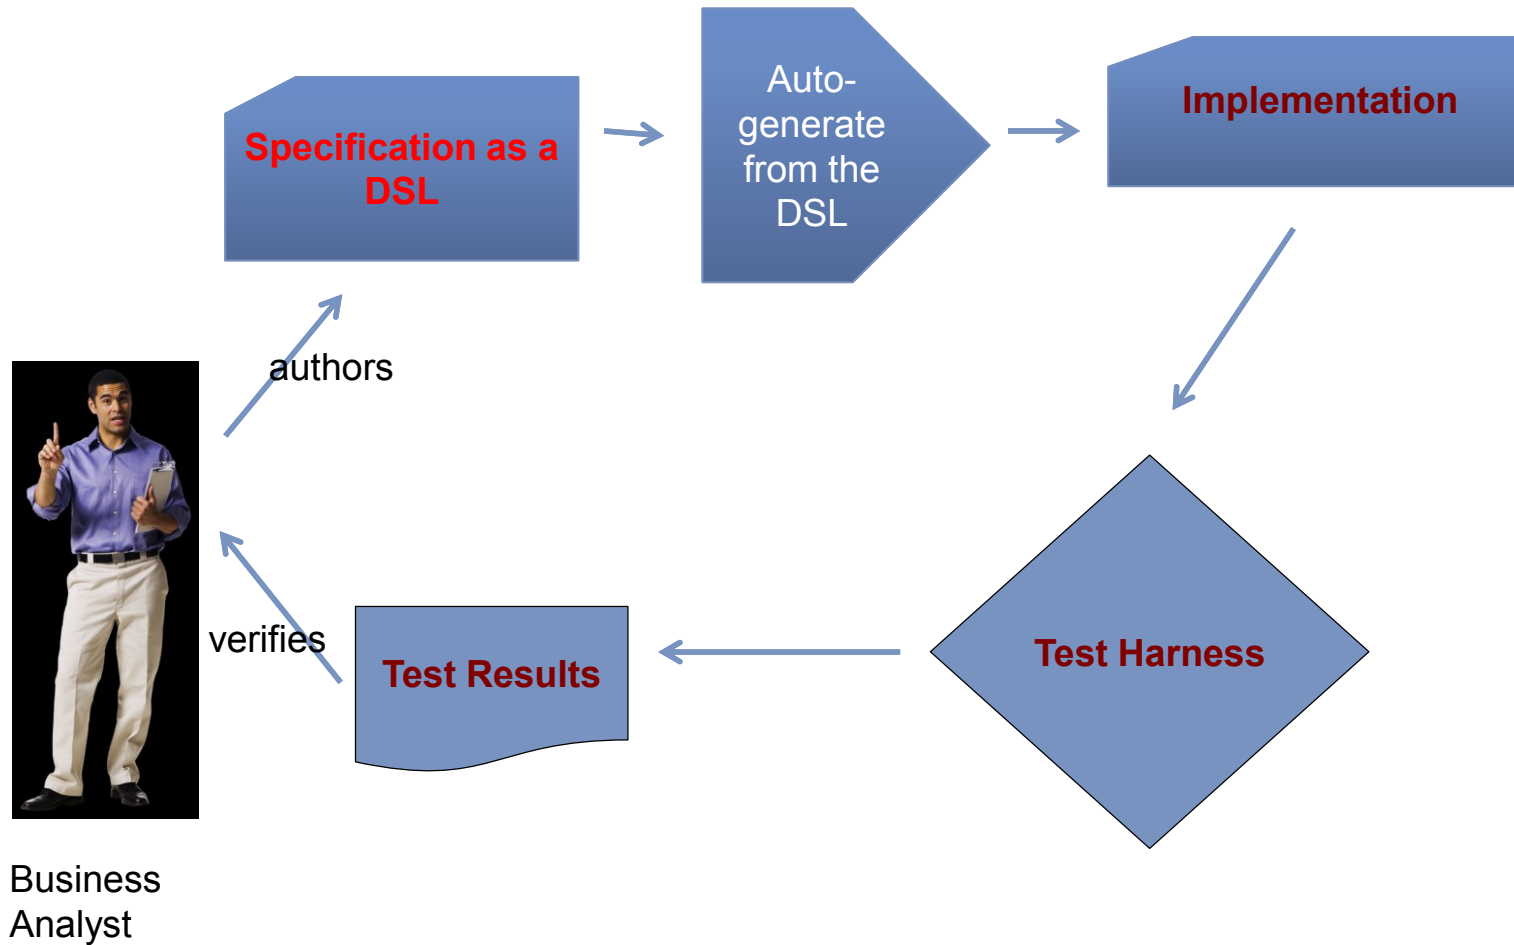 Specification as a
DSL
Auto-
generate
from the
DSL
Implementation
authors
verifies
Test Results
Test Harness
Business
Analyst